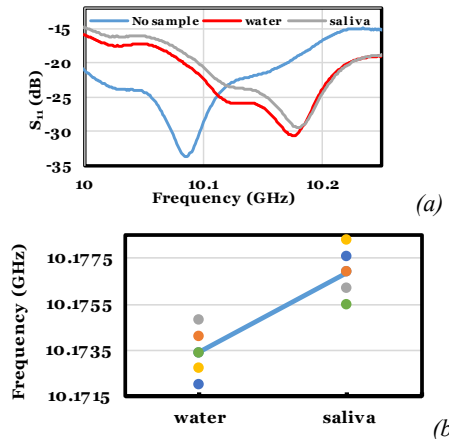 No sample water saliva
-15
-20
-25
-30
-35
S11 (dB)
10 10.1 10.2
Frequency (GHz)
(a)
10.1775
10.1755
10.1735
10.1715
Frequency (GHz)
water saliva
(b